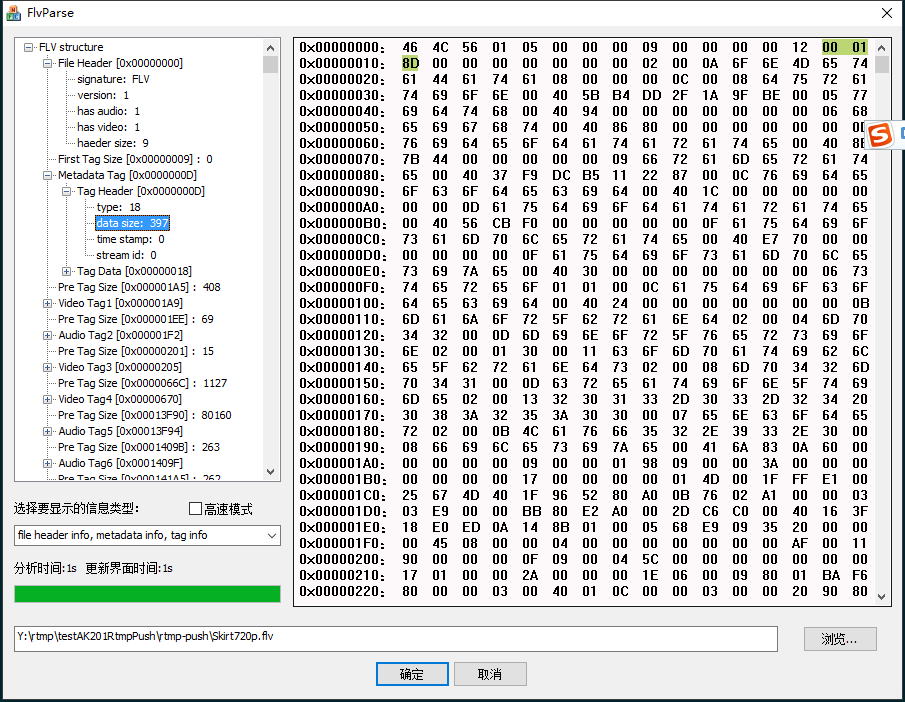 FlvParse
FLV structure
File Header [0x00000000]
signature: FLV
version: 1
has audio: 1
has video: 1
haeder size: 9
First Tag Size [0x00000009] : 0
Metadata Tag [0x0000000D]
Tag Header [0x0000000D]
type: 18
data size: 397
time stamp: 0
stream id: 0
Tag Data [0x00000018]
Pre Tag Size [0x000001A5] : 408
Video Tag1 [0x000001A9]
Pre Tag Size [0x000001EE] : 69
Audio Tag2 [0x000001F2]
Pre Tag Size [0x00000201] : 15
Video Tag3 [0x00000205]
Pre Tag Size [0x0000066C] : 1127
Video Tag4 [0x00000670]
Pre Tag Size [0x00013F90] : 80160
Audio Tag5 [0x00013F94]
Pre Tag Size [0x0001409B] : 263
Audio Tag6 [0x0001409F]
Pre Tag Size [0x000141A5] : 262
选择要显示的信息类型:
高速模式
file header info, metadata info, tag info
分析时间:1s 更新界面时间:1s
0x00000000: 46 4C 56 01 05 00 00 00 09 00 00 00 00 12 00 01
0x00000010: 8D 00 00 00 00 00 00 00 02 00 0A 6F 6E 4D 65 74
0x00000020: 61 44 61 74 61 08 00 00 00 0C 00 08 64 75 72 61
0x00000030: 74 69 6F 6E 00 40 5B B4 DD 2F 1A 9F BE 00 05 77
0x00000040: 69 64 74 68 00 40 94 00 00 00 00 00 00 00 06 68
0x00000050: 65 69 67 68 74 00 40 86 80 00 00 00 00 00 0D
0x00000060: 76 69 64 65 6F 64 61 74 61 72 61 74 65 00 40 8B
0x00000070: 7B 44 00 00 00 00 00 09 66 72 61 6D 65 72 61 74
0x00000080: 65 00 40 37 F9 DC B5 11 22 87 00 0C 76 69 64 65
0x00000090: 6F 63 6F 64 65 63 69 64 00 40 1C 00 00 00 00 00
0x000000A0: 00 00 0D 61 75 64 69 6F 64 61 74 61 72 61 74 65
0x000000B0: 00 40 56 CB F0 00 00 00 00 00 0F 61 75 64 69 6F
0x000000C0: 73 61 6D 70 6C 65 72 61 74 65 00 40 E7 70 00 00
0x000000D0: 00 00 00 00 0F 61 75 64 69 6F 73 61 6D 70 6C 65
0x000000E0: 73 69 7A 65 00 40 30 00 00 00 00 00 00 00 06 73
0x000000F0: 74 65 72 65 6F 01 01 00 0C 61 75 64 69 6F 63 6F
0x00000100: 64 65 63 69 64 00 40 24 00 00 00 00 00 00 00 0B
0x00000110: 6D 61 6A 6F 72 5F 62 72 61 6E 64 02 00 04 6D 70
0x00000120: 34 32 00 0D 6D 69 6E 6F 72 5F 76 65 72 73 69 6F
0x00000130: 6E 02 00 01 30 00 11 63 6F 6D 70 61 74 69 62 6C
0x00000140: 65 5F 62 72 61 6E 64 73 02 00 08 6D 70 34 32 6D
0x00000150: 70 34 31 00 0D 63 72 65 61 74 69 6F 6E 5F 74 69
0x00000160: 6D 65 02 00 13 32 30 31 33 2D 30 33 2D 32 34 20
0x00000170: 30 38 3A 32 35 3A 30 30 00 07 65 6E 63 6F 64 65
0x00000180: 72 02 00 0B 4C 61 76 66 35 32 2E 39 33 2E 30 00
0x00000190: 08 66 69 6C 65 73 69 7A 65 00 41 6A 83 0A 60 00
0x000001A0: 00 00 00 00 09 00 00 01 98 09 00 00 3A 00 00 00
0x000001B0: 00 00 00 00 17 00 00 00 00 01 4D 00 1F FF E1 00
0x000001C0: 25 67 4D 40 1F 96 52 80 A0 0B 76 02 A1 00 00 03
0x000001D0: 03 E9 00 00 BB 80 E2 A0 00 2D C6 C0 00 40 16 3F
0x000001E0: 18 E0 ED 0A 14 8B 01 00 05 68 E9 09 35 20 00 00
0x000001F0: 00 45 08 00 00 04 00 00 00 00 00 00 00 AF 00 11
0x00000200: 90 00 00 00 0F 09 00 04 5C 00 00 00 00 00 00 00
0x00000210: 17 01 00 00 2A 00 00 00 1E 06 00 09 80 01 BA F6
0x00000220: 80 00 00 03 00 40 01 0C 00 00 03 00 00 20 90 80
Y:\rtmp\testAK201RtmpPush\rtmp-push\Skirt720p.flv
浏览...
确定
取消